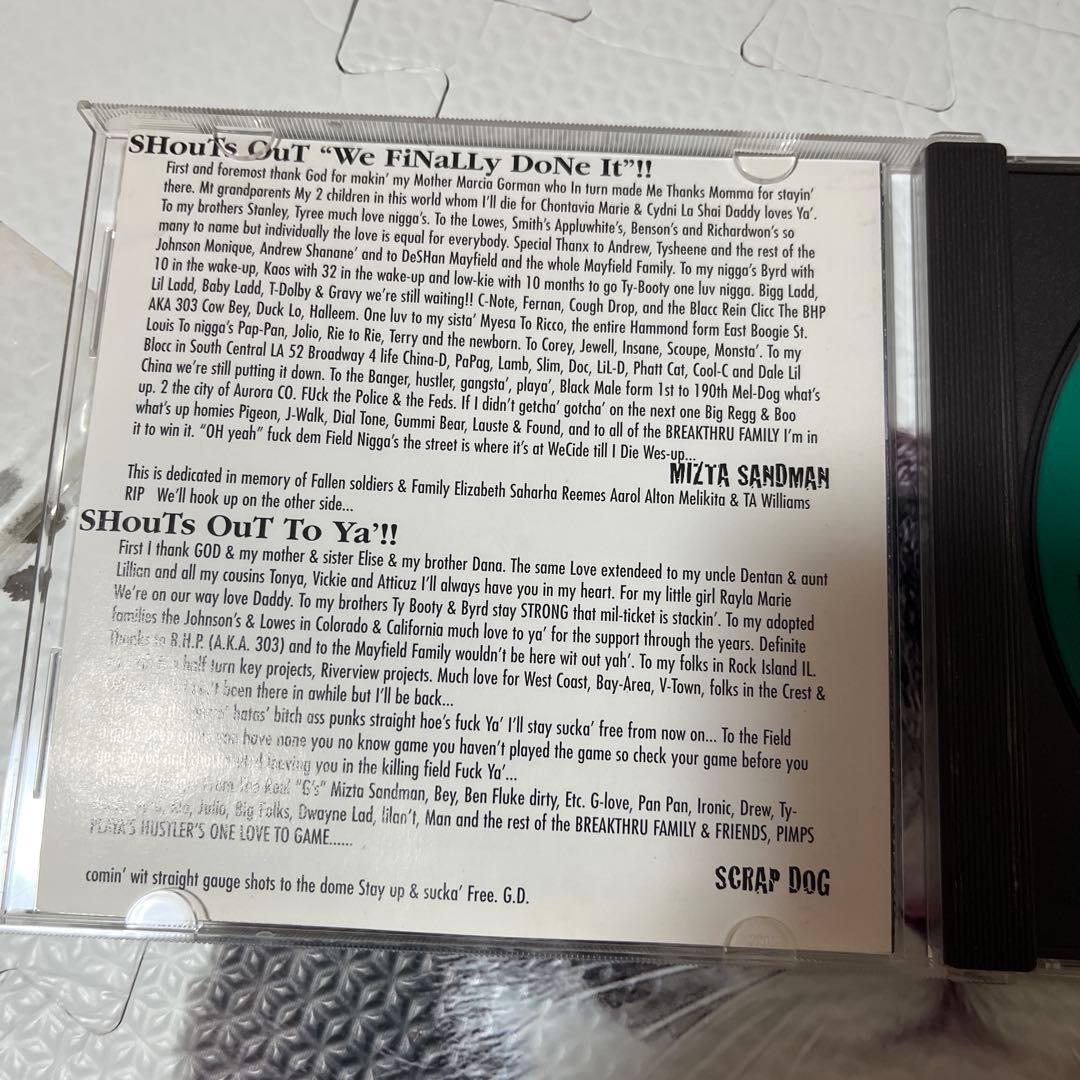 SHouTs OuT "We FiNaLLy DoNe It"!!
First and foremost thank God for makin' my Mother Marcia Gorman who In turn made Me Thanks Momma for stayin'
there. Mt grandparents My 2 children in this world whom I'll die for Chontavia Marie & Cydni La Shai Daddy loves Ya'.
To my brothers Stanley, Tyree much love nigga's. To the Lowes, Smith's Appluwhite's, Benson's and Richardwon's so
many to name but individually the love is equal for everybody. Special Thanx to Andrew, Tysheene and the rest of the
Johnson Monique, Andrew Shanane' and to DeSHan Mayfield and the whole Mayfield Family. To my nigga's Byrd with
10 in the wake-up, Kaos with 32 in the wake-up and low-kie with 10 months to go Ty-Booty one luv nigga. Bigg Ladd,
Lil Ladd, Baby Ladd, T-Dolby & Gravy we're still waiting!! C-Note, Fernan, Cough Drop, and the Blacc Rein Clicc The BHP
AKA 303 Cow Bey, Duck Lo, Halleem. One luv to my sista' Myesa To Ricco, the entire Hammond form East Boogie St.
Louis To nigga's Pap-Pan, Jolio, Rie to Rie, Terry and the newborn. To Corey, Jewell, Insane, Scoupe, Monsta'. To my
Blocc in South Central LA 52 Broadway 4 life China-D, PaPag, Lamb, Slim, Doc, LiL-D, Phatt Cat, Cool-C and Dale Lil
China we're still putting it down. To the Banger, hustler, gangsta', playa', Black Male form 1st to 190th Mel-Dog what's
up. 2 the city of Aurora CO. FUck the Police & the Feds. If I didn't getcha' gotcha' on the next one Big Regg & Boo
what's up homies Pigeon, J-Walk, Dial Tone, Gummi Bear, Lauste & Found, and to all of the BREAKTHRU FAMILY I'm in
it to win it. "OH yeah" fuck dem Field Nigga's the street is where it's at WeCide till I Die Wes-up...
MIZTA SANDMAN
This is dedicated in memory of Fallen soldiers & Family Elizabeth Saharha Reemes Aarol Alton Melikita & TA Williams
RIP We'll hook up on the other side...
SHouTs OuT To Ya'!!
First I thank GOD & my mother & sister Elise & my brother Dana. The same Love extendeed to my uncle Dentan & aunt
Lillian and all my cousins Tonya, Vickie and Atticuz I'll always have you in my heart. For my little girl Rayla Marie
We're on our way love Daddy. To my brothers Ty Booty & Byrd stay STRONG that mil-ticket is stackin'. To my adopted
families the Johnson's & Lowes in Colorado & California much love to ya' for the support through the years. Definite
Thanks to B.H.P. (A.K.A. 303) and to the Mayfield Family wouldn't be here wit out yah'. To my folks in Rock Island IL.
half turn key projects, Riverview projects. Much love for West Coast, Bay-Area, V-Town, folks in the Crest &
been there in awhile but I'll be back...
hatas' bitch ass punks straight hoe's fuck Ya' I'll stay sucka' free from now on... To the Field
you have none you no know game you haven't played the game so check your game before you
get played and leeving you in the killing field Fuck Ya'...
From the Real "G's" Mizta Sandman, Bey, Ben Fluke dirty, Etc. G-love, Pan Pan, Ironic, Drew, Ty-
Julio, Big Folks, Dwayne Lad, lilan't, Man and the rest of the BREAKTHRU FAMILY & FRIENDS, PIMPS
PLAYA'S HUSTLER'S ONE LOVE TO GAME......
SCRAP DOG
comin' wit straight gauge shots to the dome Stay up & sucka' Free. G.D.